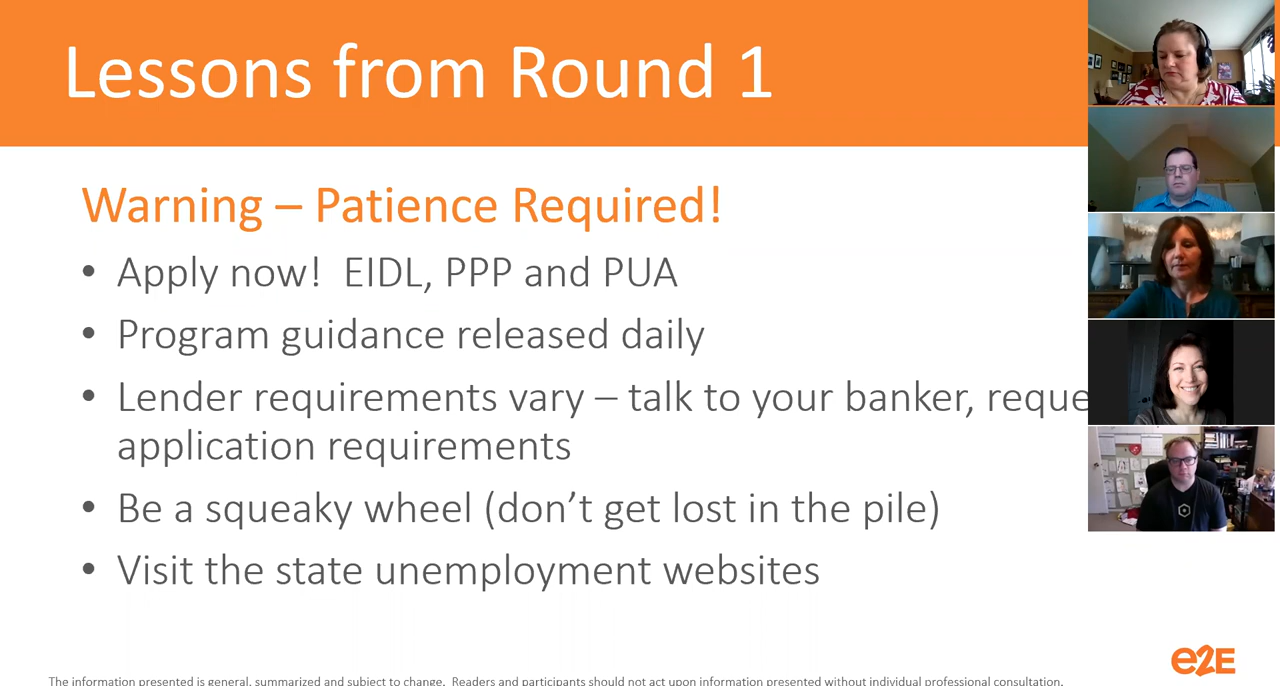 Lessons from Round 1
Warning – Patience Required!
• Apply now!  EIDL, PPP and PUA
• Program guidance released daily
• Lender requirements vary – talk to your banker, reque
application requirements
• Be a squeaky wheel (don’t get lost in the pile)
• Visit the state unemployment websites
e2E
The information presented is general, summarized and subject to change.  Readers and participants should not act upon information presented without individual professional consultation.